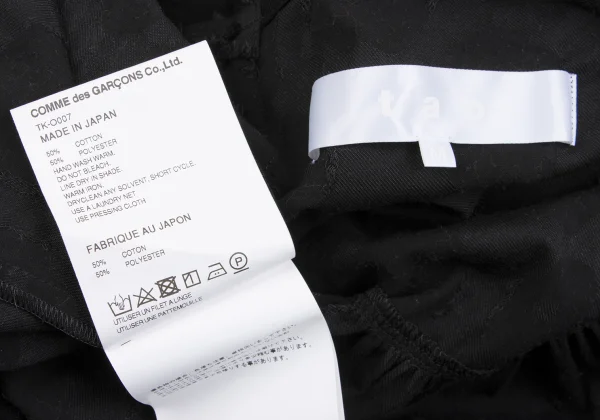 COMME des GARÇONS Co.,Ltd.
TK-O007
MADE IN JAPAN
50% COTTON
50% POLYESTER
HAND WASH WARM.
DO NOT BLEACH.
LINE DRY IN SHADE.
WARM IRON.
DRYCLEAN ANY SOLVENT: SHORT CYCLE.
USE A LAUNDRY NET
USE PRESSING CLOTH
FABRIQUE AU JAPON
50% COTON
50% POLYESTER
UTILISER UN FILET A LINGE
UTILISER UNE PATTEMOUILLE